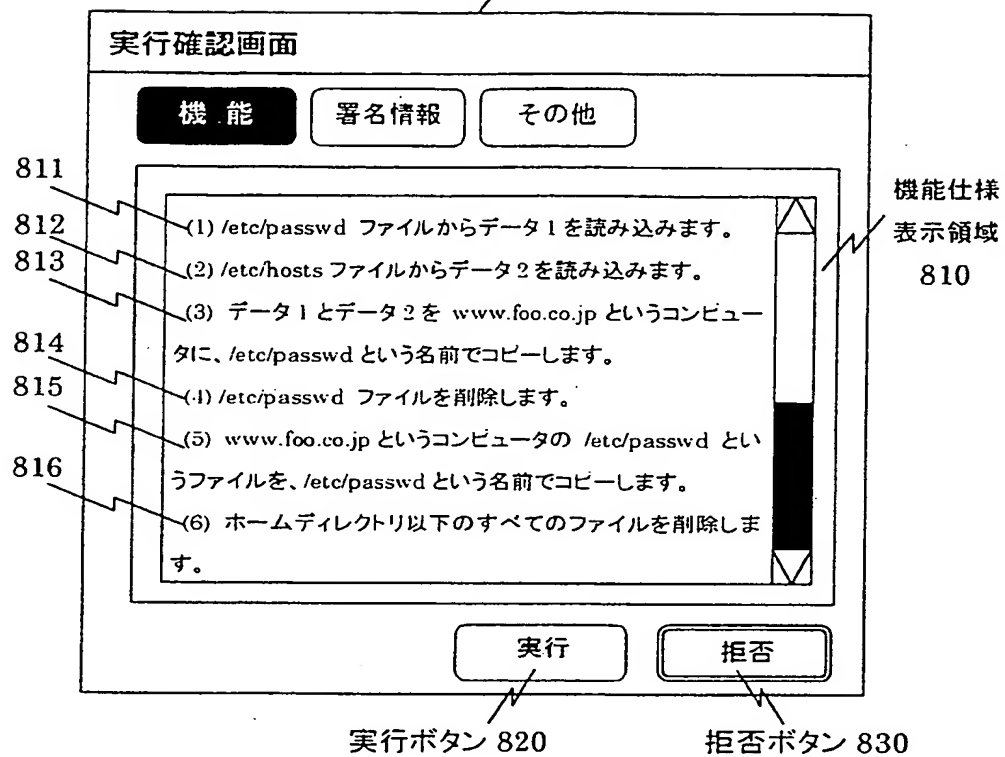 実行確認画面
機能 署名情報 その他
811
812
813
814
815
816
(1) /etc/passwd ファイルからデータ1を読み込みます。
(2) /etc/hosts ファイルからデータ2を読み込みます。
(3) データ1とデータ2を www.foo.co.jp というコンピュー
タに、/etc/passwd という名前でコピーします。
(4) /etc/passwd ファイルを削除します。
(5) www.foo.co.jp というコンピュータの /etc/passwd とい
うファイルを、/etc/passwd という名前でコピーします。
(6) ホームディレクトリ以下のすべてのファイルを削除しま
す。
機能仕様
表示領域
810
実行 拒否
実行ボタン 820 拒否ボタン 830